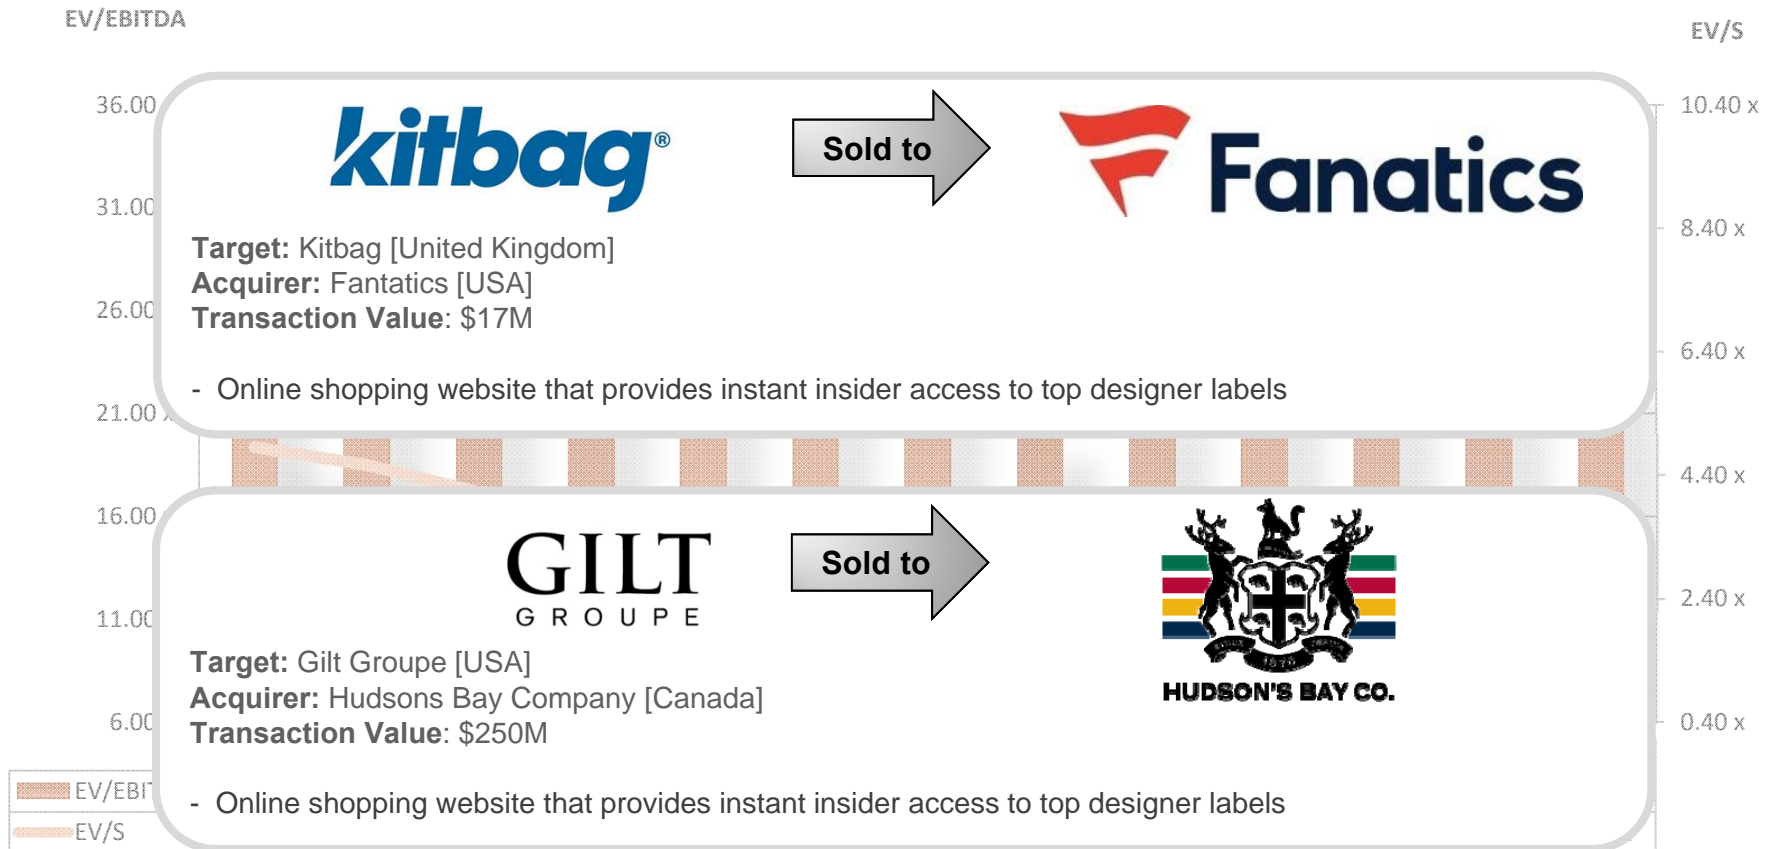 EV/EBITDA
EV/S
36.00
10.40 x
kitbag®
Sold to
Fanatics
31.00
8.40 x
Target: Kitbag [United Kingdom]
Acquirer: Fantatics [USA]
26.00
Transaction Value: $17M
6.40 x
- Online shopping website that provides instant insider access to top designer labels
21.00
4.40 x
16.00
GILT
GROUPE
Sold to
2.40 x
11.00
Target: Gilt Groupe [USA]
Acquirer: Hudsons Bay Company [Canada]
HUDSON'S BAY CO.
6.00
Transaction Value: $250M
0.40 x
EV/EBIT
- Online shopping website that provides instant insider access to top designer labels
EV/S